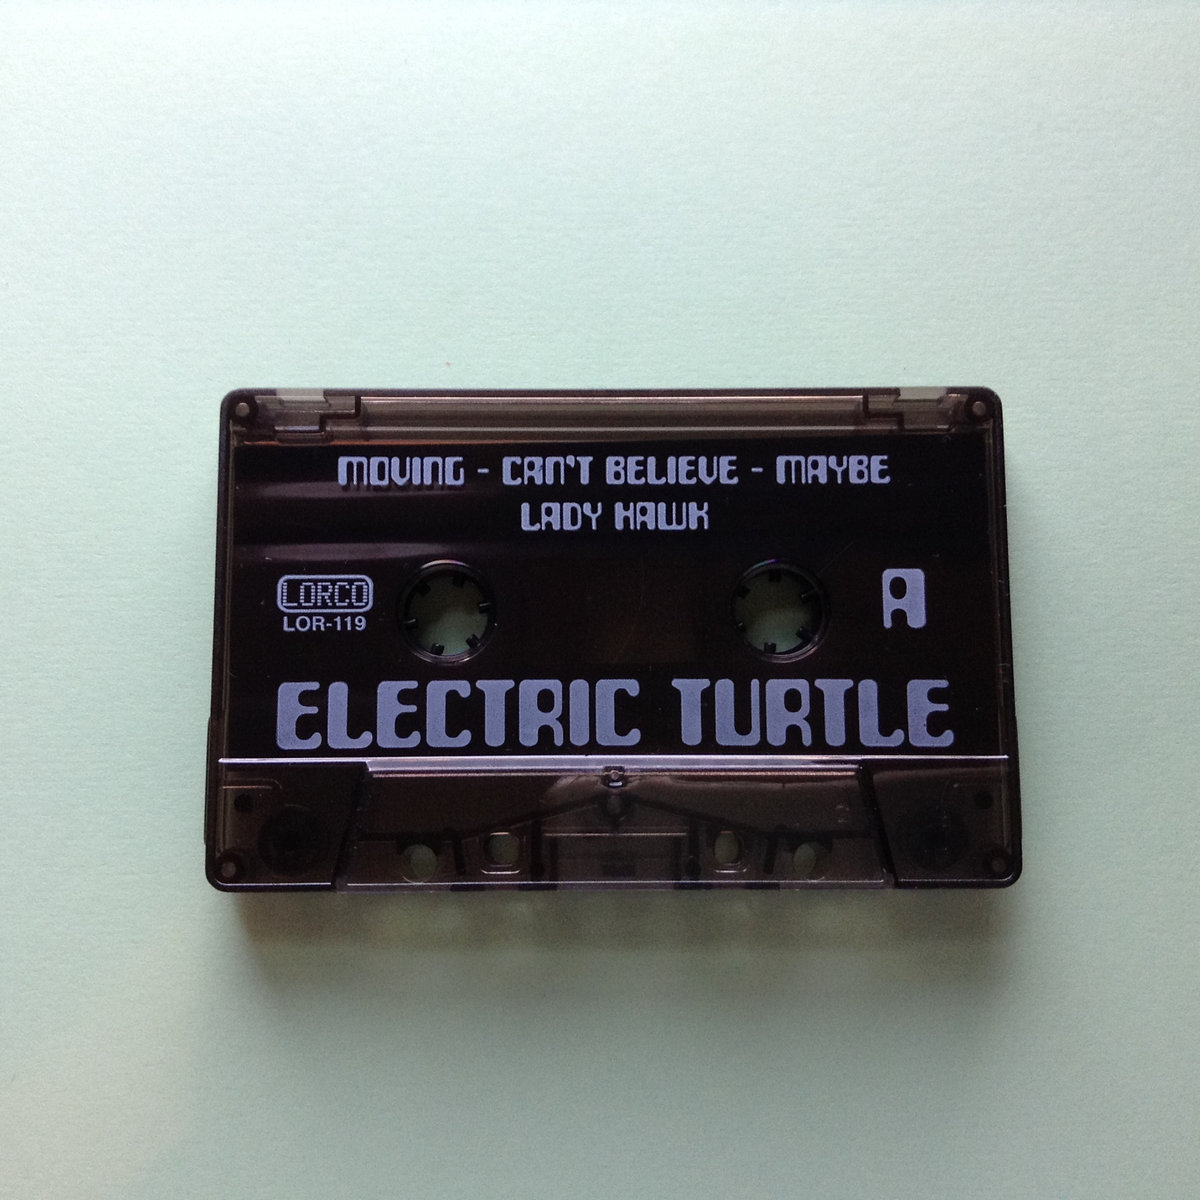 MOVING - CAN'T BELIEVE - MAYBE
LADY HAWK
LORCO
LOR-119
A
ELECTRIC TURTLE